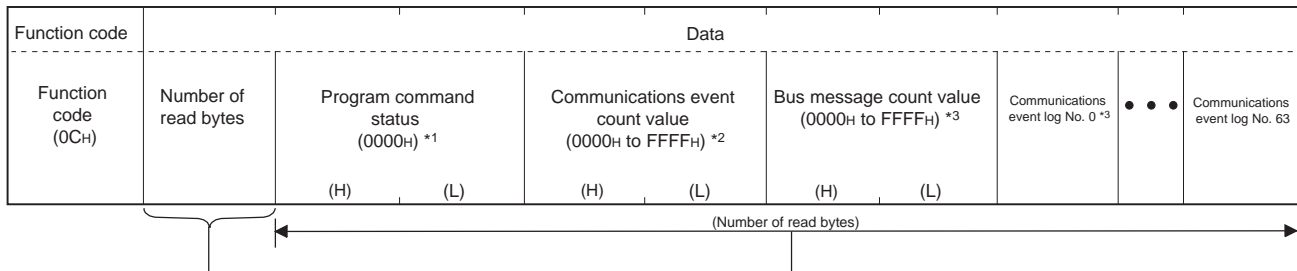 Function code
Data
Function
code
(0CH)
Number of
read bytes
Program command
status
(0000H) *1
(H)
(L)
Communications event
count value
(0000H to FFFFH) *2
(H)
(L)
Bus message count value
(0000H to FFFFH) *3
(H)
(L)
Communications
event log No. 0 *3
● ● ●
Communications
event log No. 63
(Number of read bytes)